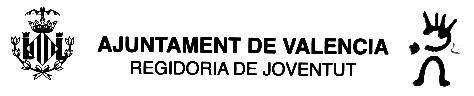 AJUNTAMENT DE VALENCIA
REGIDORIA DE JOVENTUT